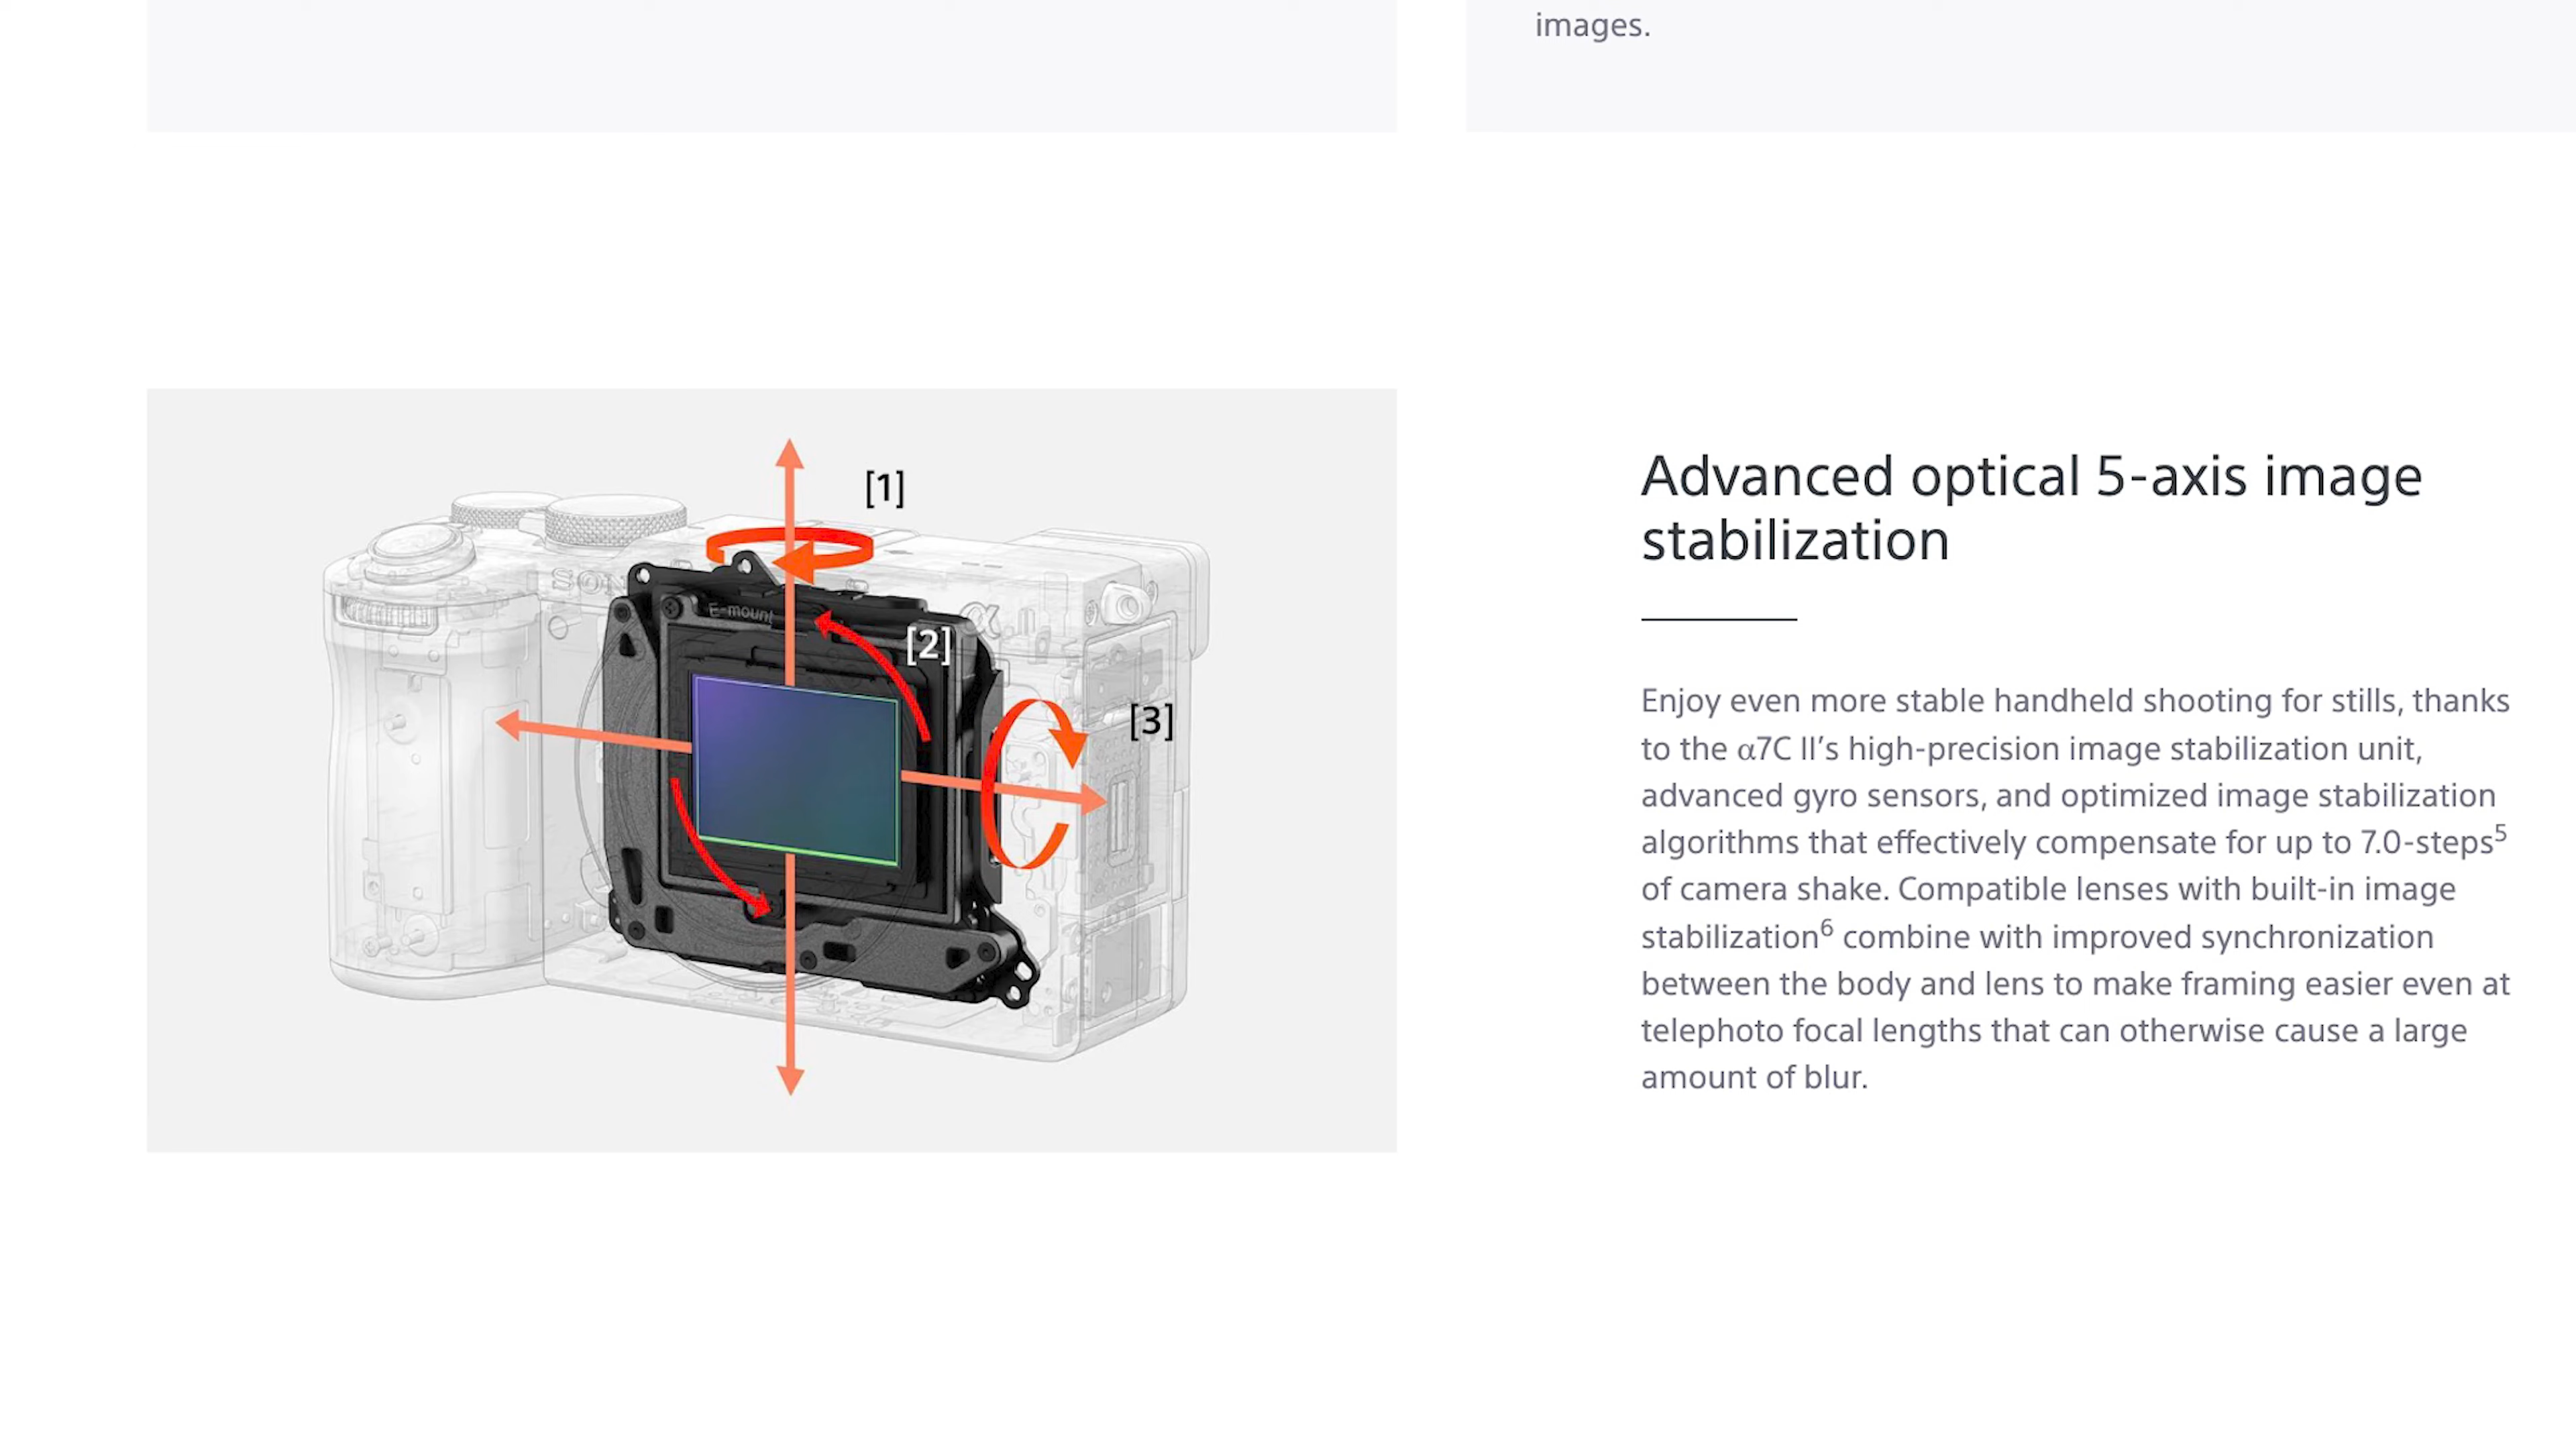 images.
[1]
SON
E-mount
α
[2]
[3]
Advanced optical 5-axis image
stabilization
Enjoy even more stable handheld shooting for stills, thanks
to the α7C II’s high-precision image stabilization unit,
advanced gyro sensors, and optimized image stabilization
algorithms that effectively compensate for up to 7.0-steps⁵
of camera shake. Compatible lenses with built-in image
stabilization⁶ combine with improved synchronization
between the body and lens to make framing easier even at
telephoto focal lengths that can otherwise cause a large
amount of blur.